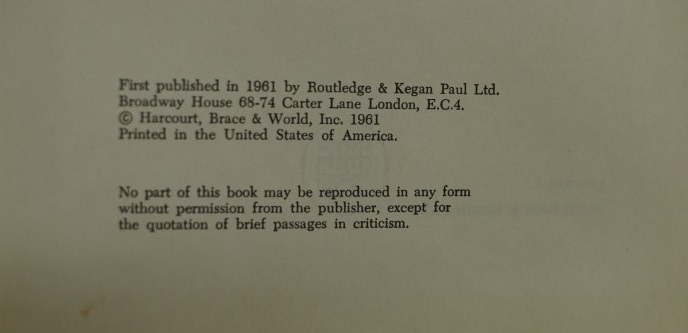 First published in 1961 by Routledge & Kegan Paul Ltd.
Broadway House 68-74 Carter Lane London, E.C.4.
© Harcourt, Brace & World, Inc. 1961
Printed in the United States of America.
No part of this book may be reproduced in any form
without permission from the publisher, except for
the quotation of brief passages in criticism.